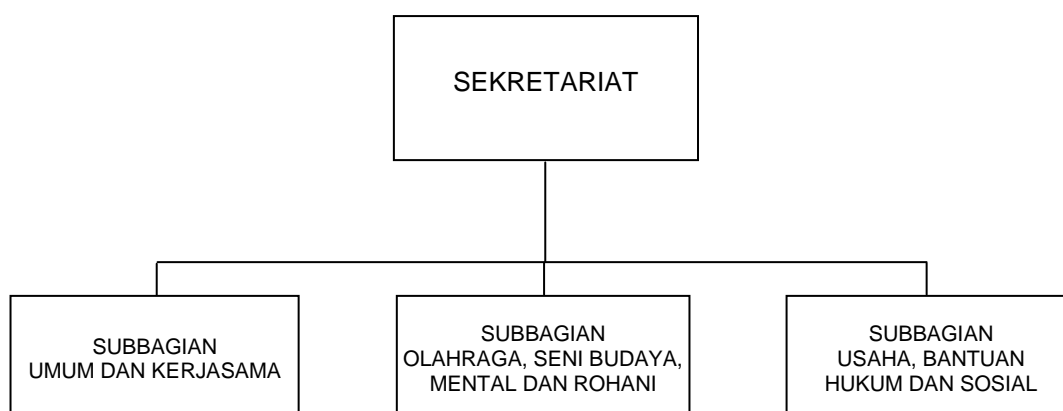 SEKRETARIAT
SUBBAGIAN
UMUM DAN KERJASAMA
SUBBAGIAN
OLAHRAGA, SENI BUDAYA,
MENTAL DAN ROHANI
SUBBAGIAN
USAHA, BANTUAN
HUKUM DAN SOSIAL